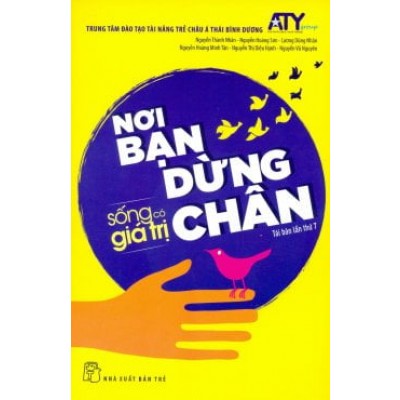 TRUNG TÂM ĐÀO TẠO TÀI NĂNG TRẺ CHÂU Á THÁI BÌNH DƯƠNG
ATY group
Nguyễn Thành Nhân - Nguyễn Hoàng Sơn - Lương Dũng Nhân
Nguyễn Hoàng Minh Tân - Nguyễn Thị Diệu Hạnh - Nguyễn Vũ Nguyên
NƠI
BẠN
DỪNG
CHÂN
sống có
giá trị
Tái bản lần thứ 7
NHÀ XUẤT BẢN TRẺ